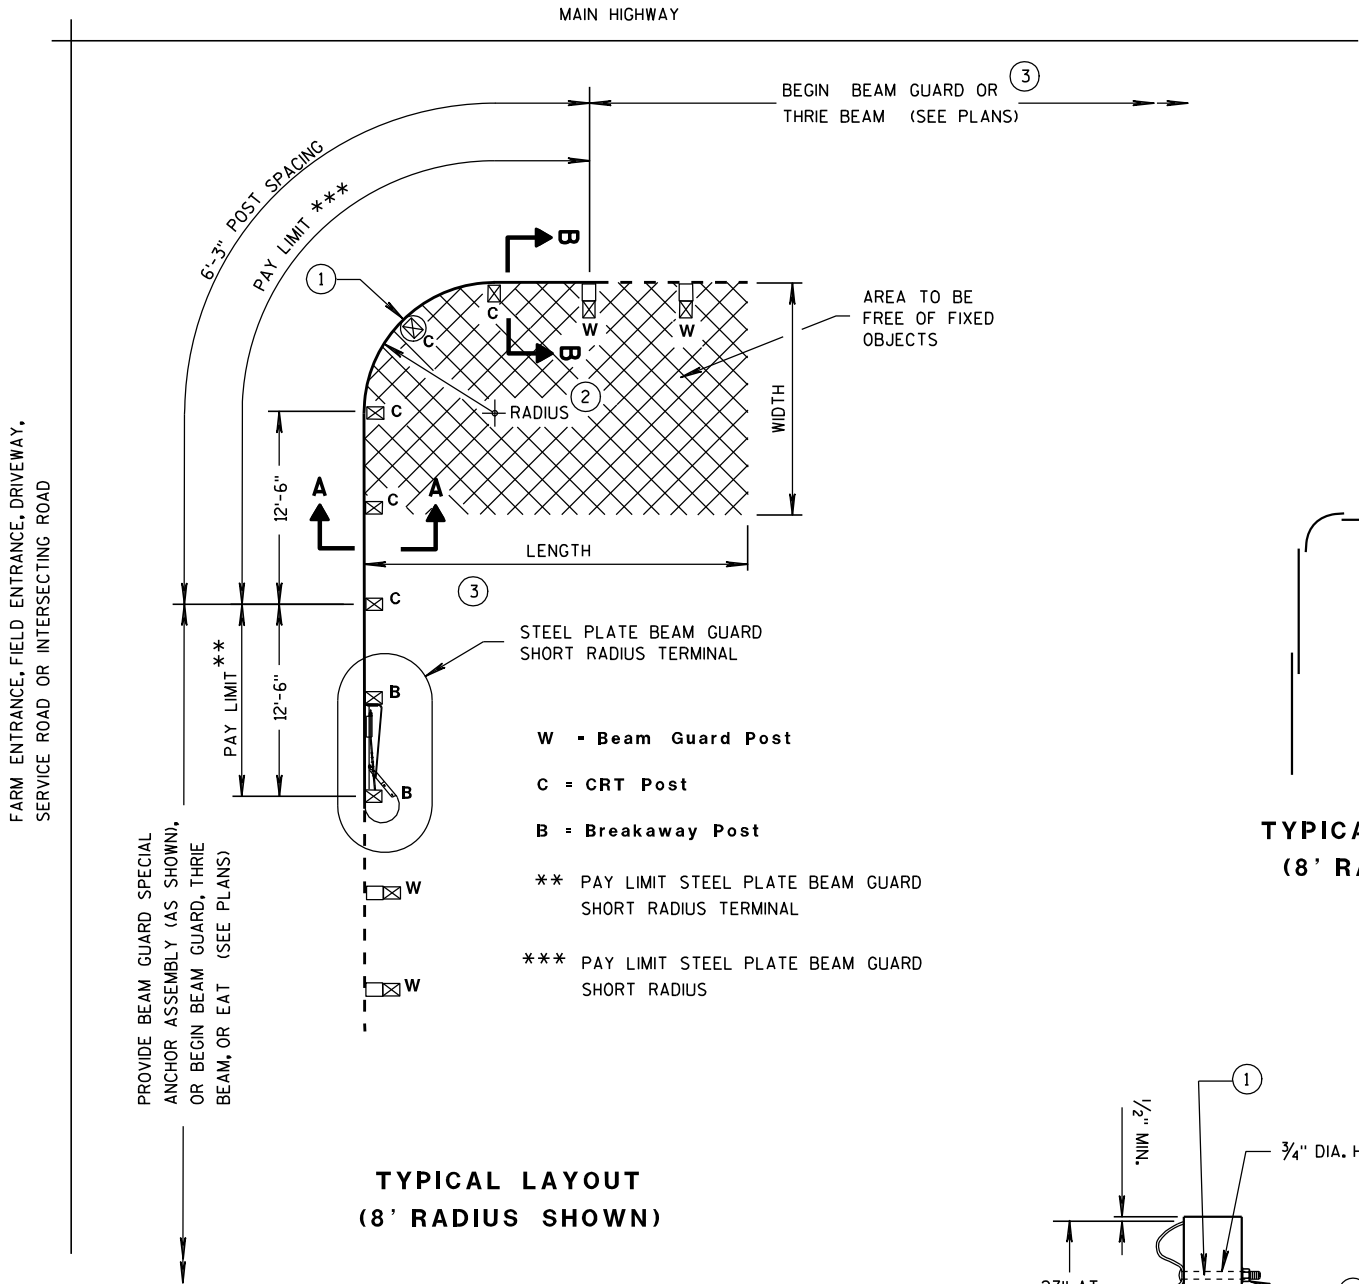 MAIN HIGHWAY
BEGIN BEAM GUARD OR
THRIE BEAM (SEE PLANS)
3
6'-3" POST SPACING
PAY LIMIT ***
1
B
B
C
C
W
W
AREA TO BE
FREE OF FIXED
OBJECTS
2
RADIUS
WIDTH
C
12'-6"
A
A
C
LENGTH
3
C
FARM ENTRANCE, FIELD ENTRANCE, DRIVEWAY,
SERVICE ROAD OR INTERSECTING ROAD
STEEL PLATE BEAM GUARD
SHORT RADIUS TERMINAL
PAY LIMIT **
12'-6"
B
B
W - Beam Guard Post
C = CRT Post
B = Breakaway Post
** PAY LIMIT STEEL PLATE BEAM GUARD
SHORT RADIUS TERMINAL
*** PAY LIMIT STEEL PLATE BEAM GUARD
SHORT RADIUS
W
W
PROVIDE BEAM GUARD SPECIAL
ANCHOR ASSEMBLY (AS SHOWN),
OR BEGIN BEAM GUARD, THRIE
BEAM, OR EAT (SEE PLANS)
TYPICAL LAYOUT
(8' RADIUS SHOWN)
TYPICA
(8' RA
1
½" MIN.
¾" DIA. H